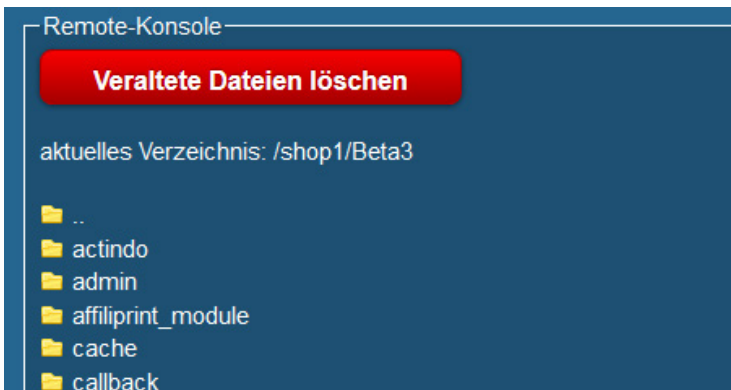 Remote-Konsole
Veraltete Dateien löschen
aktuelles Verzeichnis: /shop1/Beta3
..
actindo
admin
affiliprint_module
cache
callback